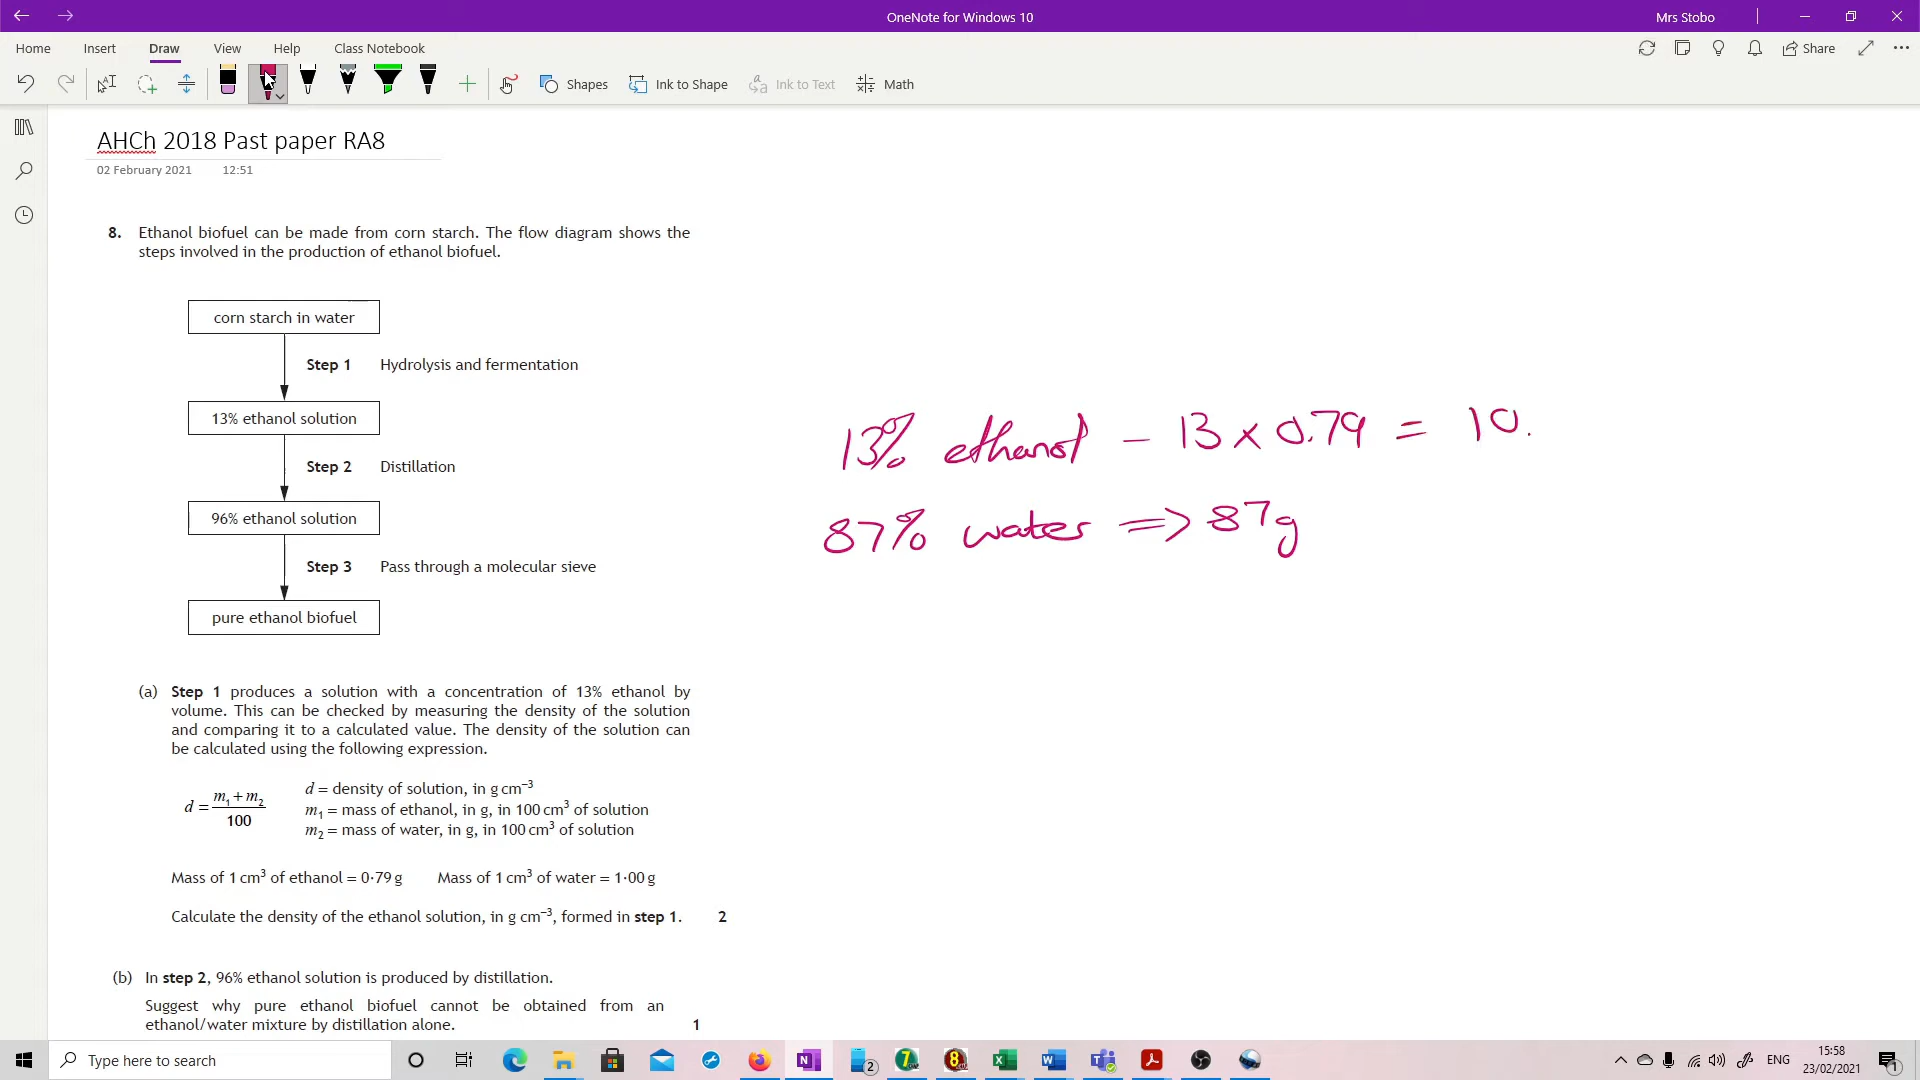 OneNote for Windows 10
Mrs Stobo
Home Insert Draw View Help Class Notebook
Share
Shapes Ink to Shape Ink to Text Math
AHCh 2018 Past paper RA8
02 February 2021 12:51
8. Ethanol biofuel can be made from corn starch. The flow diagram shows the
steps involved in the production of ethanol biofuel.
corn starch in water
Step 1 Hydrolysis and fermentation
13% ethanol solution
Step 2 Distillation
96% ethanol solution
Step 3 Pass through a molecular sieve
pure ethanol biofuel
13% ethanol – 13 × 0.79 = 10.
87% water => 87g
(a) Step 1 produces a solution with a concentration of 13% ethanol by
volume. This can be checked by measuring the density of the solution
and comparing it to a calculated value. The density of the solution can
be calculated using the following expression.
d = (m₁ + m₂)/100
d = density of solution, in g cm⁻³
m₁ = mass of ethanol, in g, in 100 cm³ of solution
m₂ = mass of water, in g, in 100 cm³ of solution
Mass of 1 cm³ of ethanol = 0·79 g Mass of 1 cm³ of water = 1·00 g
Calculate the density of the ethanol solution, in g cm⁻³, formed in step 1. 2
(b) In step 2, 96% ethanol solution is produced by distillation.
Suggest why pure ethanol biofuel cannot be obtained from an
ethanol/water mixture by distillation alone. 1
Type here to search
ENG
15:58
23/02/2021